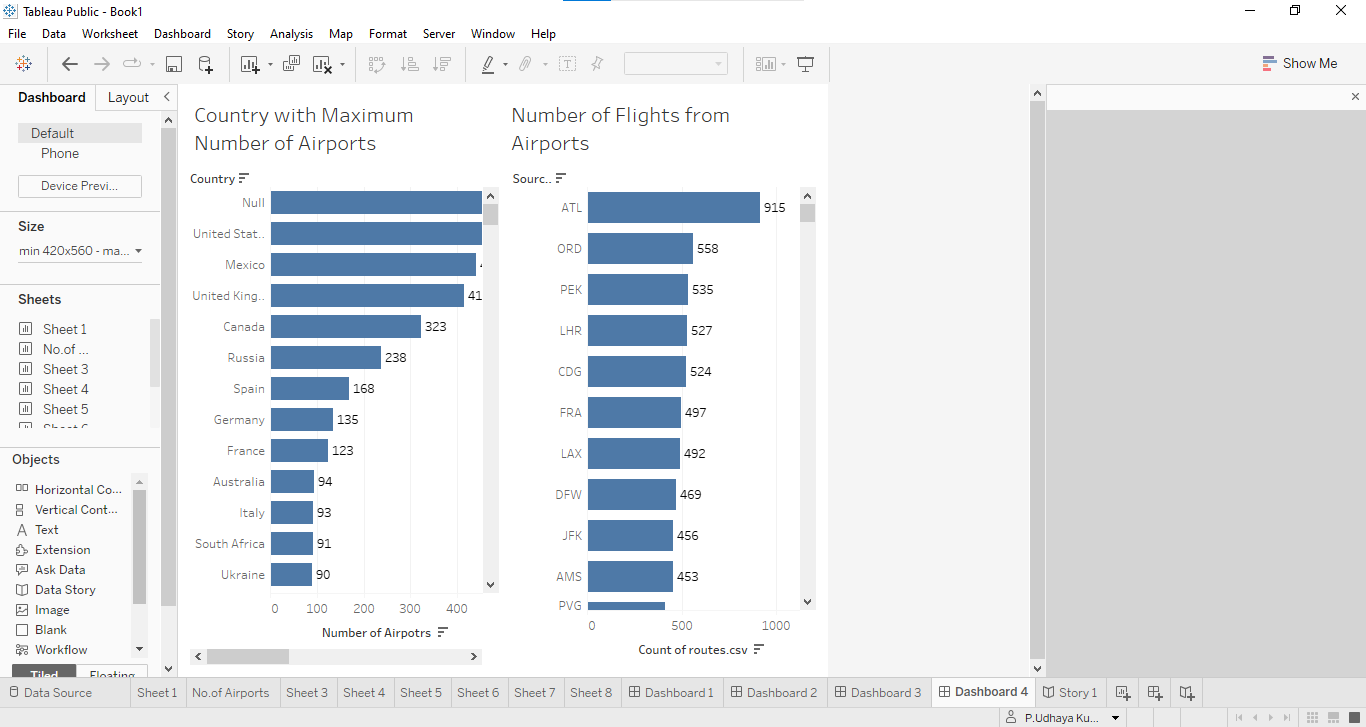 Tableau Public - Book1
File Data Worksheet Dashboard Story Analysis Map Format Server Window Help
Show Me
Dashboard Layout
Default
Phone
Device Previ...
Size
min 420x560 - ma...
Sheets
Sheet 1
No.of ...
Sheet 3
Sheet 4
Sheet 5
Objects
Horizontal Co...
Vertical Cont...
Text
Extension
Ask Data
Data Story
Image
Blank
Workflow
Tiled Floating
Country with Maximum
Number of Airports
Country
Null
United Stat..
Mexico
United King.. 41
Canada 323
Russia 238
Spain 168
Germany 135
France 123
Australia 94
Italy 93
South Africa 91
Ukraine 90
0 100 200 300 400
Number of Airpotrs
Number of Flights from
Airports
Sourc..
ATL 915
ORD 558
PEK 535
LHR 527
CDG 524
FRA 497
LAX 492
DFW 469
JFK 456
AMS 453
PVG
0 500 1000
Count of routes.csv
Data Source Sheet 1 No.of Airports Sheet 3 Sheet 4 Sheet 5 Sheet 6 Sheet 7 Sheet 8 Dashboard 1 Dashboard 2 Dashboard 3 Dashboard 4 Story 1
P.Udhaya Ku...